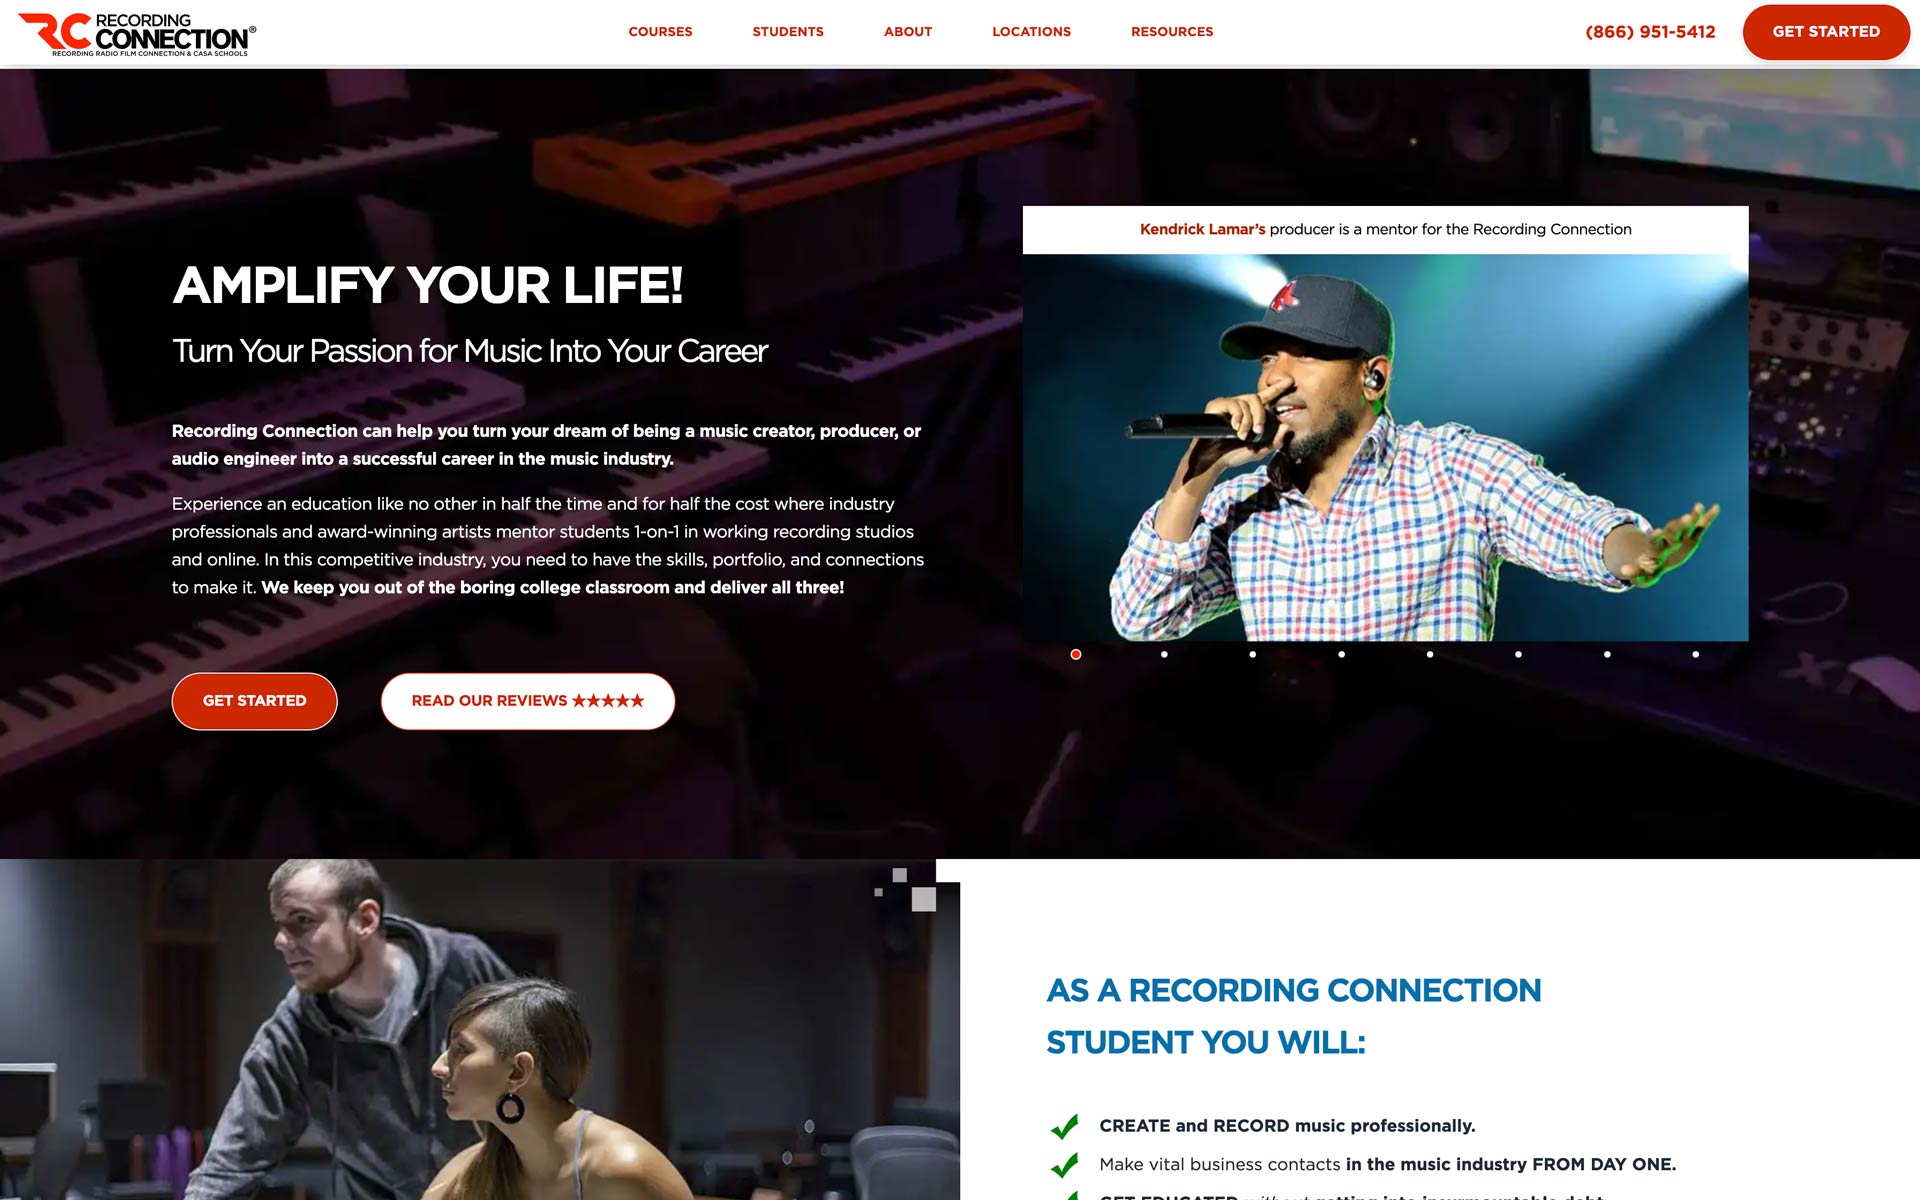 RECORDING
CONNECTION®
RECORDING RADIO FILM CONNECTION & CASA SCHOOLS
COURSES
STUDENTS
ABOUT
LOCATIONS
RESOURCES
(866) 951-5412
GET STARTED
AMPLIFY YOUR LIFE!
Turn Your Passion for Music Into Your Career
Recording Connection can help you turn your dream of being a music creator, producer, or
audio engineer into a successful career in the music industry.
Experience an education like no other in half the time and for half the cost where industry
professionals and award-winning artists mentor students 1-on-1 in working recording studios
and online. In this competitive industry, you need to have the skills, portfolio, and connections
to make it. We keep you out of the boring college classroom and deliver all three!
GET STARTED
READ OUR REVIEWS ★★★★★
Kendrick Lamar's producer is a mentor for the Recording Connection
AS A RECORDING CONNECTION
STUDENT YOU WILL:
CREATE and RECORD music professionally.
Make vital business contacts in the music industry FROM DAY ONE.
GET EDUCATED without getting into insurmountable debt.